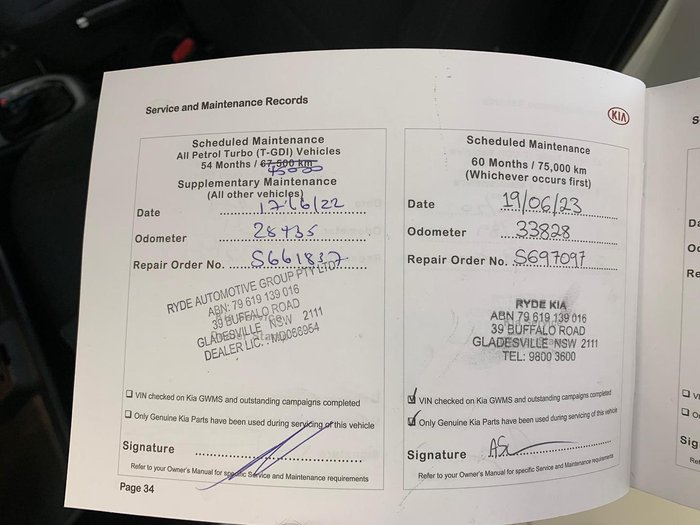 Service and Maintenance Records
KIA
Scheduled Maintenance
All Petrol Turbo (T-GDI) Vehicles
54 Months / 67,500 km
45000
Supplementary Maintenance
(All other vehicles)
Date 17/6/22
Odometer 28435
Repair Order No. S661837
RYDE AUTOMOTIVE GROUP PTY LTD
ABN: 79 619 139 016
39 BUFFALO ROAD
GLADESVILLE NSW 2111
DEALER LIC. : MD068954
VIN checked on Kia GWMS and outstanding campaigns completed
Only Genuine Kia Parts have been used during servicing of this vehicle
Signature
Refer to your Owner's Manual for specific Service and Maintenance requirements
Page 34
Scheduled Maintenance
60 Months / 75,000 km
(Whichever occurs first)
Date 19/06/23
Odometer 33828
Repair Order No. S697097
RYDE KIA
ABN 79 619 139 016
39 BUFFALO ROAD
GLADESVILLE NSW 2111
TEL: 9800 3600
VIN checked on Kia GWMS and outstanding campaigns completed
Only Genuine Kia Parts have been used during servicing of this vehicle
Signature
Refer to your Owner's Manual for specific Service and Maintenance requirements